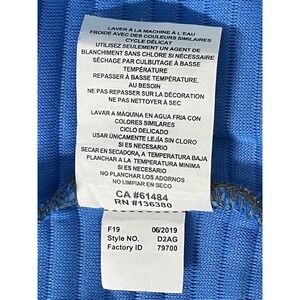 LAVER À LA MACHINE À L'EAU
FROIDE AVEC DES COULEURS SIMILAIRES
CYCLE DÉLICAT
UTILISEZ SEULEMENT UN AGENT DE
BLANCHIMENT SANS CHLORE SI NÉCESSAIRE
SÉCHAGE PAR CULBUTAGE À BASSE
TEMPÉRATURE
REPASSER À BASSE TEMPÉRATURE,
AU BESOIN
NE PAS REPASSER SUR LA DÉCORATION
NE PAS NETTOYER À SEC
LAVAR A MÁQUINA EN AGUA FRIA CON
COLORES SIMILARES
CICLO DELICADO
USAR ÚNICAMENTE LEJÍA SIN CLORO
SI ES NECESARIO
SECAR EN SECADORA, A TEMPERATURA BAJA
PLANCHAR A LA TEMPERATURA MINIMA
SI ES NECESARIO
NO PLANCHAR LOS ADORNOS
NO LIMPIAR EN SECO
CA #61484
RN #136380
F19 06/2019
Style NO. D2AG
Factory ID 79700